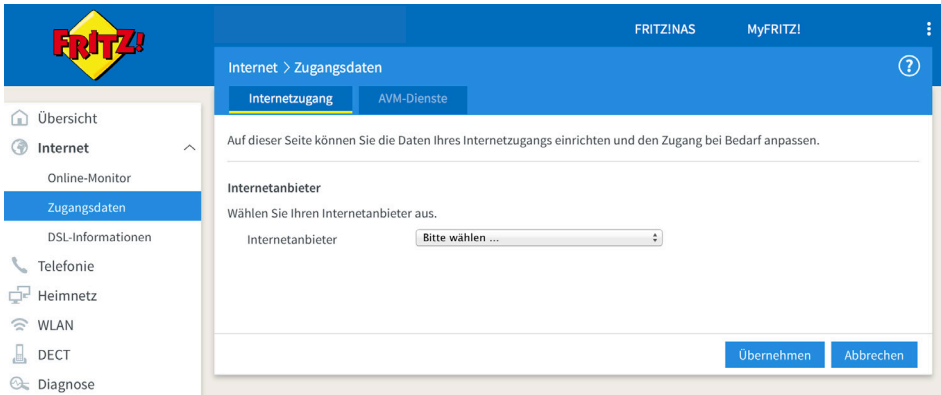 FRITZ!
FRITZ!NAS MyFRITZ!
Internet > Zugangsdaten
?
Internetzugang AVM-Dienste
Übersicht
Internet
Online-Monitor
Zugangsdaten
DSL-Informationen
Telefonie
Heimnetz
WLAN
DECT
Diagnose
Auf dieser Seite können Sie die Daten Ihres Internetzugangs einrichten und den Zugang bei Bedarf anpassen.
Internetanbieter
Wählen Sie Ihren Internetanbieter aus.
Internetanbieter Bitte wählen ...
Übernehmen Abbrechen